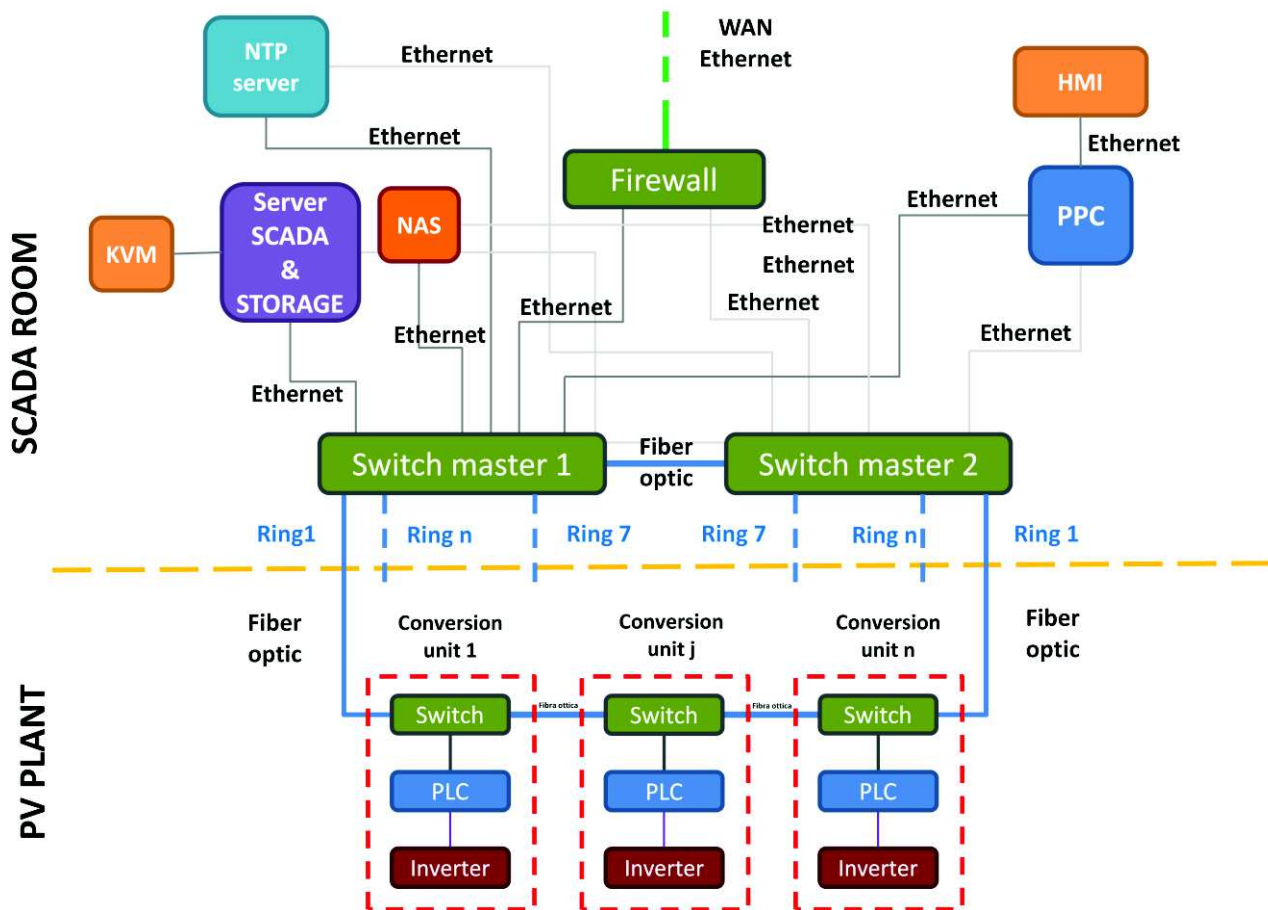 WAN
Ethernet
NTP
server
Ethernet
Ethernet
HMI
Ethernet
Firewall
PPC
Ethernet
Server
SCADA
&
STORAGE
NAS
KVM
Ethernet
Ethernet
Ethernet
Ethernet
Ethernet
Ethernet
Ethernet
SCADA ROOM
Switch master 1
Fiber
optic
Switch master 2
Ring1
Ring n
Ring 7
Ring 7
Ring n
Ring 1
PV PLANT
Fiber
optic
Conversion
unit 1
Conversion
unit j
Conversion
unit n
Fiber
optic
Switch
Fibra ottica
Switch
Fibra ottica
Switch
PLC
PLC
PLC
Inverter
Inverter
Inverter